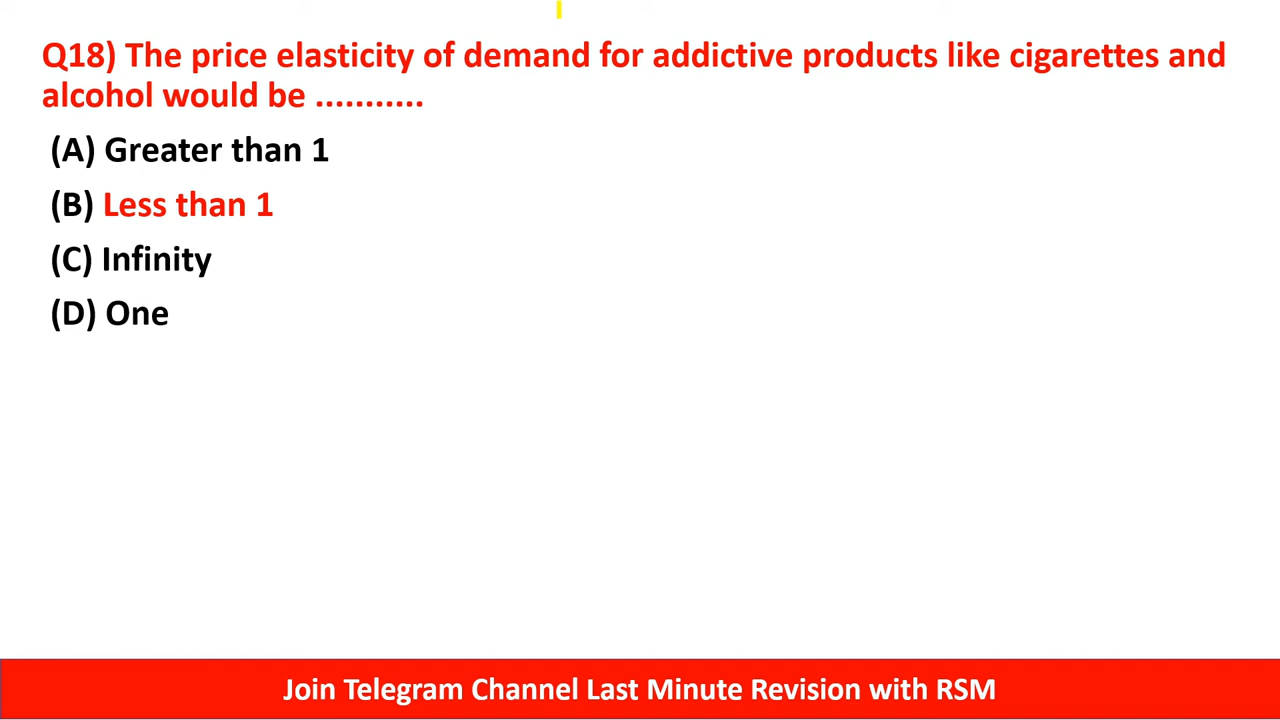 Q18) The price elasticity of demand for addictive products like cigarettes and
alcohol would be ............
(A) Greater than 1
(B) Less than 1
(C) Infinity
(D) One
Join Telegram Channel Last Minute Revision with RSM